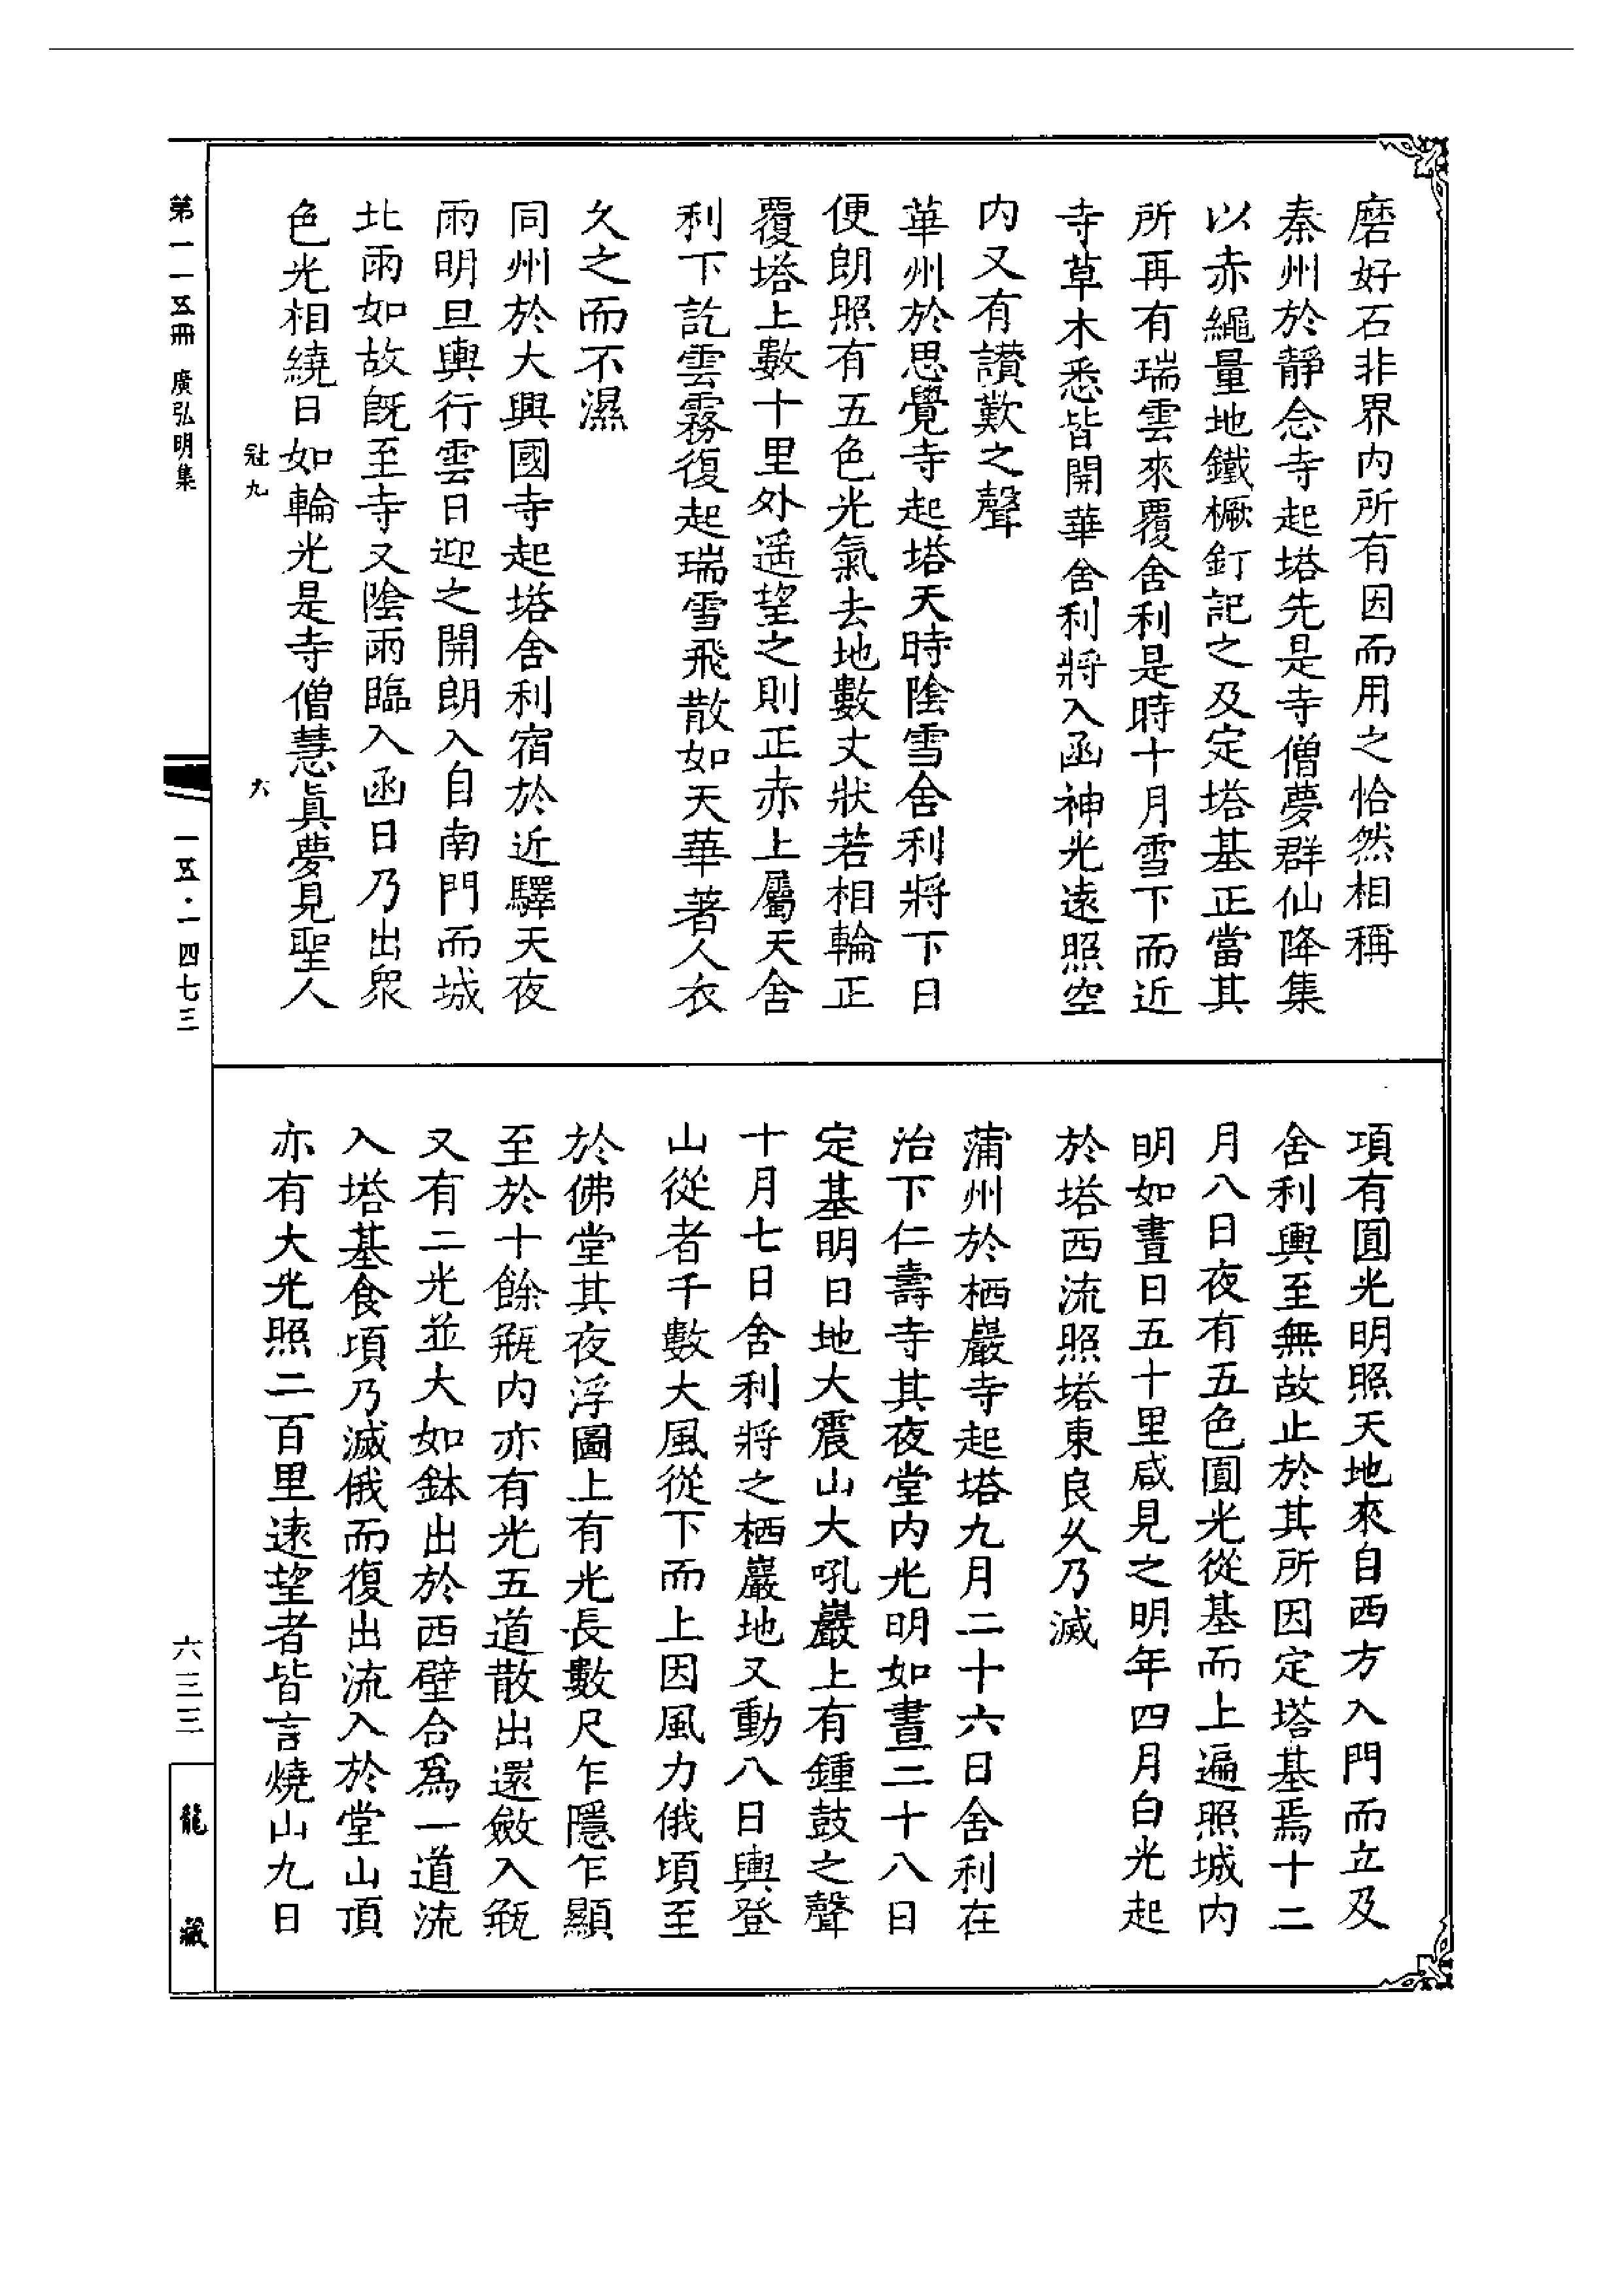 磨好石非界内所有因而用之恰然相稱
秦州於靜念寺起塔先是寺僧夢群仙降集
以赤繩量地鐵橛釘記之及定塔基正當其
所再有瑞雲來覆舍利是時十月雪下而近
寺草木悉皆開華舍利將入函神光遠照空
内又有讃歎之聲
華州於思覺寺起塔天時陰雪舍利將下日
便朗照有五色光氣去地數丈狀若相輪正
覆塔上數十里外遥望之則正赤上屬天舍
利下訖雲霧復起瑞雪飛散如天華著人衣
久之而不濕
同州於大興國寺起塔舍利宿於近驛天夜
雨明旦輿行雲日迎之開朗入自南門而城
北雨如故既至寺又陰雨臨入函日乃出衆
色光相繞日如輪光是寺僧慧眞夢見聖人
項有圓光明照天地來自西方入門而立及
舍利輿至無故止於其所因定塔基焉十二
月八日夜有五色圓光從基而上遍照城内
明如晝日五十里咸見之明年四月白光起
於塔西流照塔東良久乃滅
蒲州於栖巖寺起塔九月二十六日舍利在
治下仁壽寺其夜堂内光明如晝二十八日
定基明日地大震山大吼巖上有鍾鼓之聲
十月七日舍利將之栖巖地又動八日輿登
山從者千數大風從下而上因風力俄頃至
於佛堂其夜浮圖上有光長數尺乍隱乍顯
至於十餘瓶内亦有光五道散出還斂入瓶
又有二光並大如鉢出於西壁合爲一道流
入塔基食頃乃滅俄而復出流入於堂山頂
亦有大光照二百里遠望者皆言燒山九日
第一一五冊 廣弘明集
九
六
一五·一四七三
六三三
龍藏